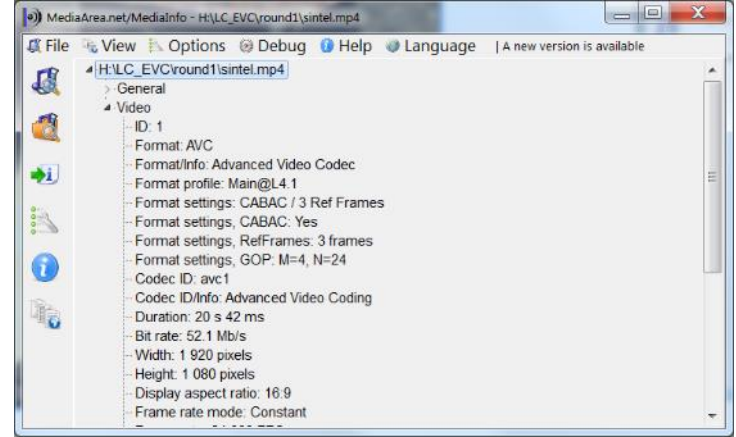 MediaArea.net/MediaInfo - H:\LC_EVC\round1\sintel.mp4
File View Options Debug Help Language | A new version is available
H:\LC_EVC\round1\sintel.mp4
General
Video
ID: 1
Format: AVC
Format/Info: Advanced Video Codec
Format profile: Main@L4.1
Format settings: CABAC / 3 Ref Frames
Format settings, CABAC: Yes
Format settings, RefFrames: 3 frames
Format settings, GOP: M=4, N=24
Codec ID: avc1
Codec ID/Info: Advanced Video Coding
Duration: 20 s 42 ms
Bit rate: 52.1 Mb/s
Width: 1 920 pixels
Height: 1 080 pixels
Display aspect ratio: 16:9
Frame rate mode: Constant